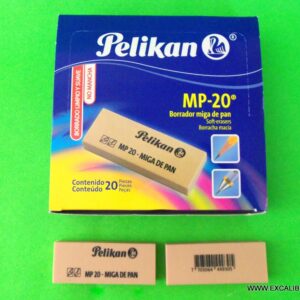 Pelikan
BORRADO LIMPIO Y SUAVE
NO MANCHA
MP-20®
Borrador miga de pan
Soft-erasers
Borracha macia
Pelikan
MP 20 - MIGA DE PAN
Contenido
Conteúdo
20
Piezas
Pieces
Peças
Pelikan
MP 20 - MIGA DE PAN
WWW.EXCALIB